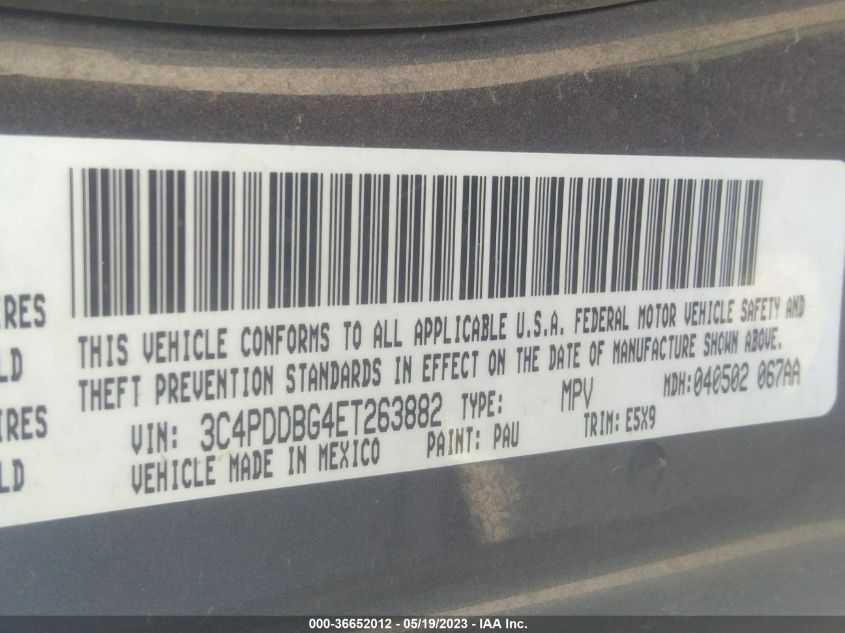 IRES
LD
IRES
LD
THIS VEHICLE CONFORMS TO ALL APPLICABLE U.S.A. FEDERAL MOTOR VEHICLE SAFETY AND
THEFT PREVENTION STANDARDS IN EFFECT ON THE DATE OF MANUFACTURE SHOWN ABOVE.
VIN: 3C4PDDBG4ET263882 TYPE: MPV MDH: 040502 067AA
VEHICLE MADE IN MEXICO PAINT: PAU TRIM: E5X9
000-36652012 - 05/19/2023 - IAA Inc.